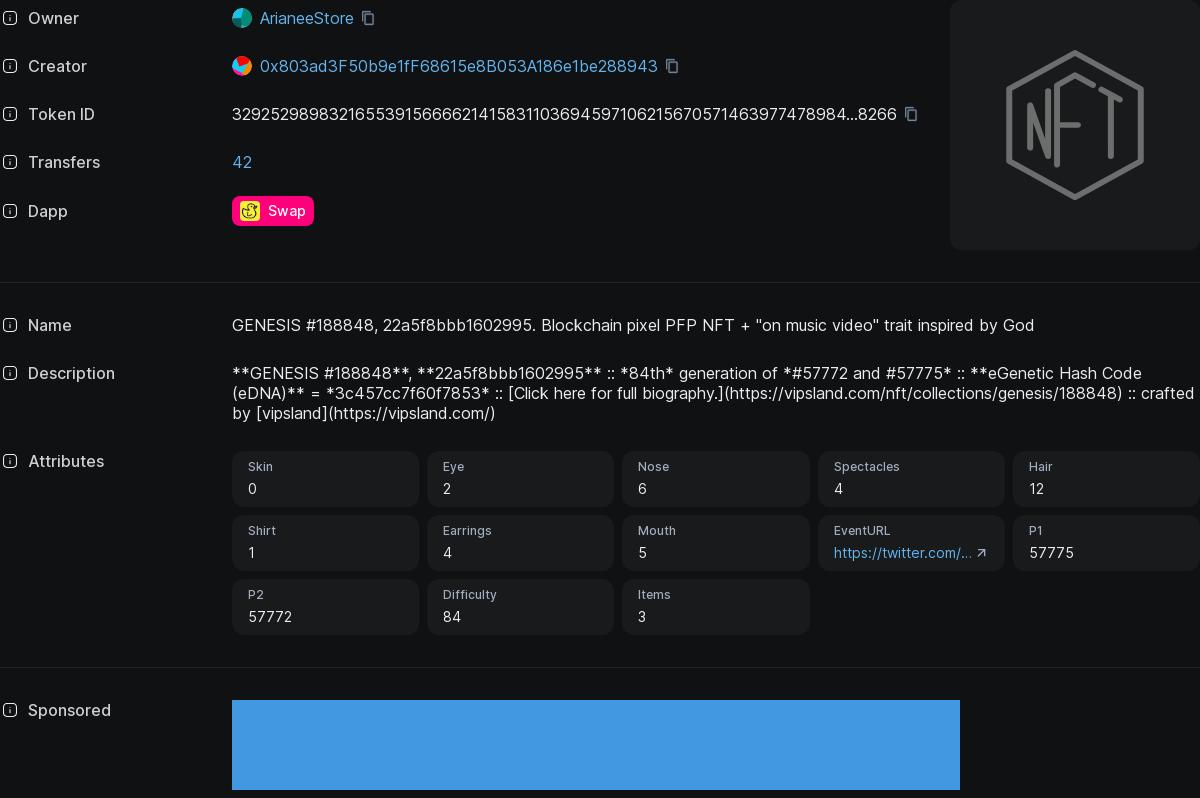 Owner
ArianeeStore
Creator
0x803ad3F50b9e1fF68615e8B053A186e1be288943
Token ID
32925298983216553915666621415831103694597106215670571463977478984...8266
Transfers
42
Dapp
Swap
NFT
Name
GENESIS #188848, 22a5f8bbb1602995. Blockchain pixel PFP NFT + "on music video" trait inspired by God
Description
**GENESIS #188848**, **22a5f8bbb1602995** :: *84th* generation of *#57772 and #57775* :: **eGenetic Hash Code
(eDNA)** = *3c457cc7f60f7853* :: [Click here for full biography.](https://vipsland.com/nft/collections/genesis/188848) :: crafted
by [vipsland](https://vipsland.com/)
Attributes
Skin
0
Eye
2
Nose
6
Spectacles
4
Hair
12
Shirt
1
Earrings
4
Mouth
5
EventURL
https://twitter.com/...
P1
57775
P2
57772
Difficulty
84
Items
3
Sponsored